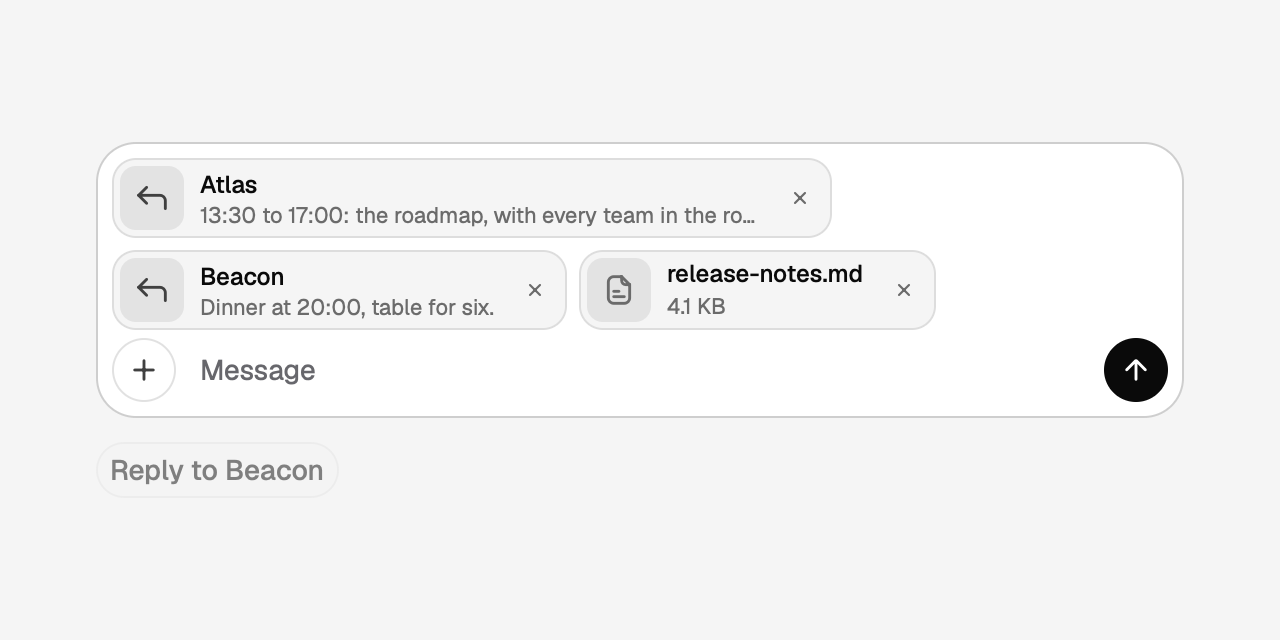 Atlas
13:30 to 17:00: the roadmap, with every team in the ro…
Beacon
Dinner at 20:00, table for six.
release-notes.md
4.1 KB
Message
Reply to Beacon